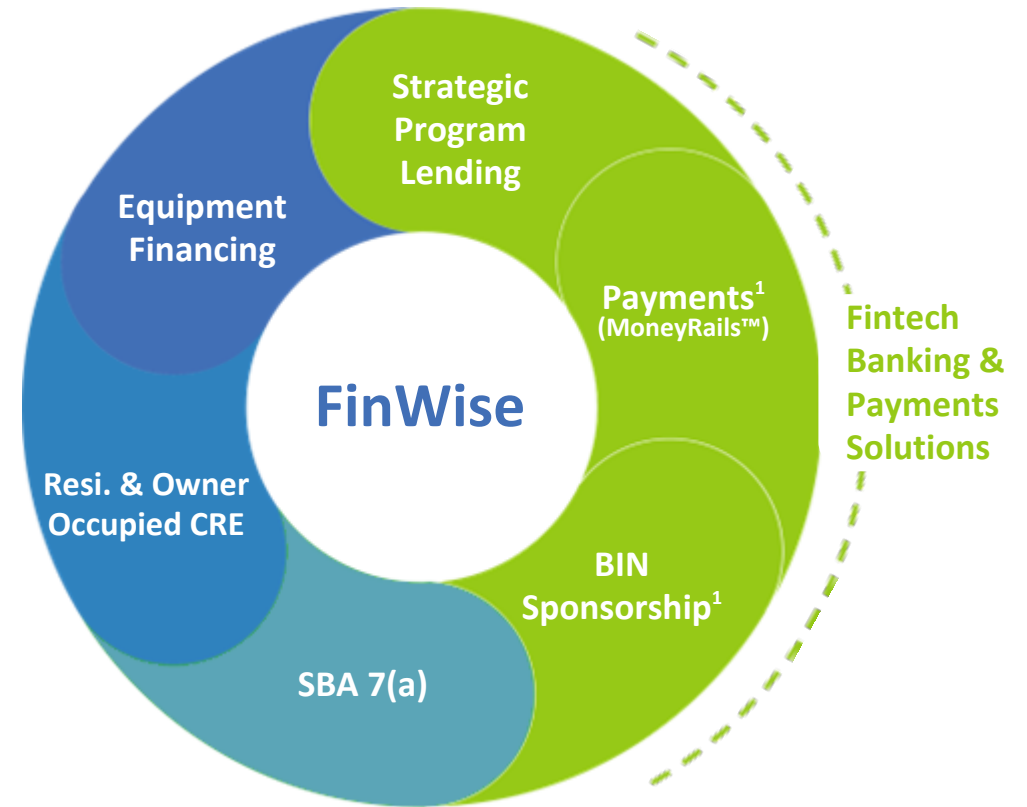 Strategic
Program
Lending
Equipment
Financing
Payments¹
(MoneyRails™)
Fintech
Banking &
Payments
Solutions
FinWise
Resi. & Owner
Occupied CRE
BIN
Sponsorship¹
SBA 7(a)